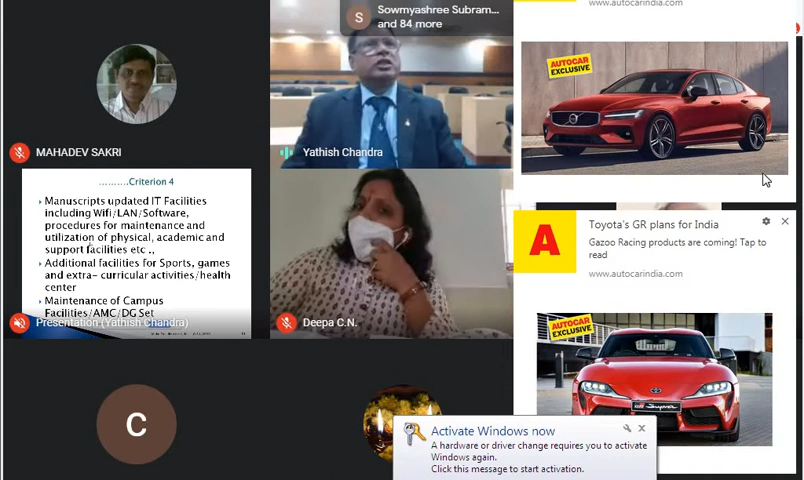 Sowmyashree Subram...
S
and 84 more
www.autocarindia.com
AUTOCAR
EXCLUSIVE
MAHADEV SAKRI
Yathish Chandra
..........Criterion 4
Manuscripts updated IT Facilities
including Wifi/LAN/Software,
procedures for maintenance and
utilization of physical, academic and
support facilities etc .,
Additional facilities for Sports, games
and extra- curricular activities/health
center
Maintenance of Campus
Facilities/AMC/DG Set
Presentation (Yathish Chandra)
Deepa C.N.
A
Toyota's GR plans for India
Gazoo Racing products are coming! Tap to
read
www.autocarindia.com
AUTOCAR
EXCLUSIVE
GR Supra
C
Activate Windows now
A hardware or driver change requires you to activate
Windows again.
Click this message to start activation.